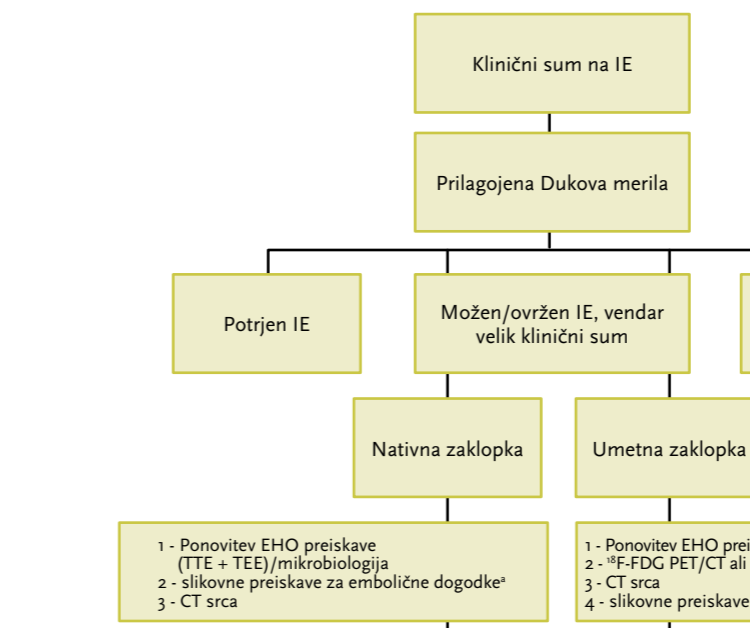 Klinični sum na IE
Prilagojena Dukova merila
Potrjen IE
Možen/ovržen IE, vendar
velik klinični sum
Nativna zaklopka
Umetna zaklopka
1 - Ponovitev EHO preiskave
(TTE + TEE)/mikrobiologija
2 - slikovne preiskave za embolične dogodkeᵃ
3 - CT srca
1 - Ponovitev EHO prei
2 - ¹⁸F-FDG PET/CT ali
3 - CT srca
4 - slikovne preiskave